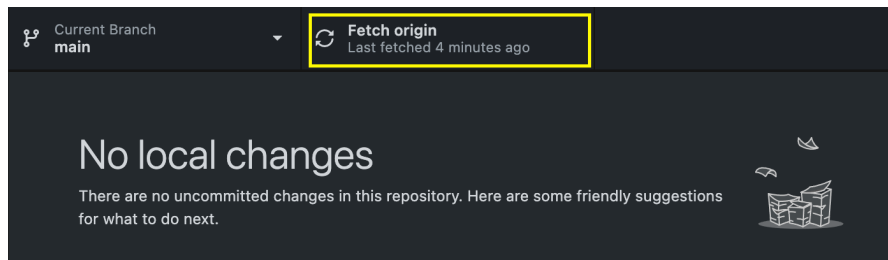 Current Branch
main
Fetch origin
Last fetched 4 minutes ago
No local changes
There are no uncommitted changes in this repository. Here are some friendly suggestions
for what to do next.